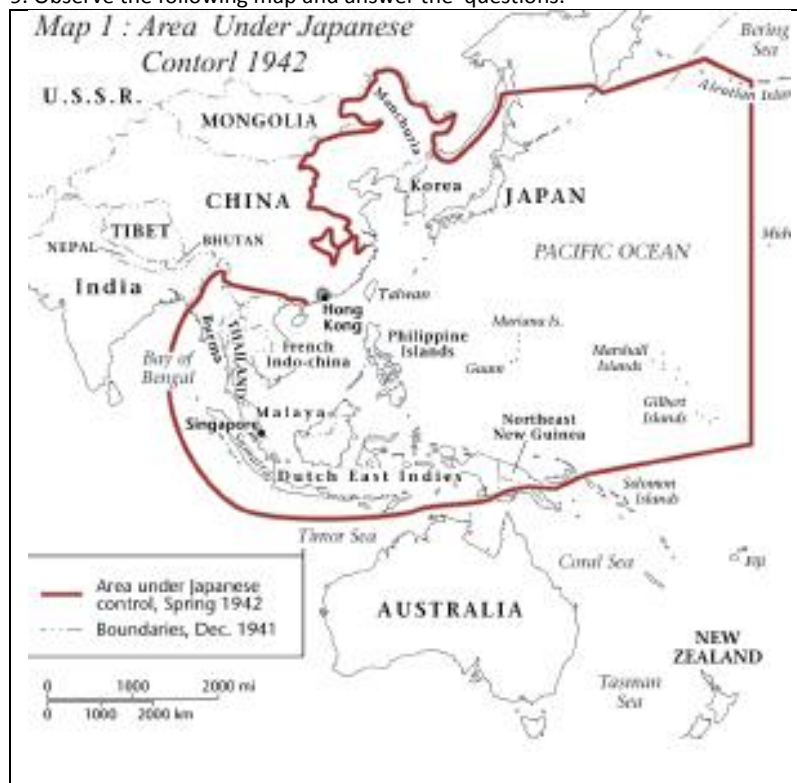 9. Observe the following map and answer the questions:
Map 1 : Area Under Japanese
Contorl 1942
Bering
Sea
Aleutian Islan
U.S.S.R.
MONGOLIA
Manchuria
Korea
JAPAN
CHINA
TIBET
NEPAL
BHUTAN
PACIFIC OCEAN
Midw
India
Taiwan
Hong
Kong
Burma
THAILAND
French
Indo-china
Philippine
Islands
Mariana Is.
Guam
Marshall
Islands
Gilbert
Islands
Bay of
Bengal
Malaya
Singapore
Sumatra
Northeast
New Guinea
Dutch East Indies
Solomon
Islands
Timor Sea
Coral Sea
Fiji
Area under Japanese
control, Spring 1942
Boundaries, Dec. 1941
AUSTRALIA
NEW
ZEALAND
Tasman
Sea
0 1000 2000 mi
0 1000 2000 km